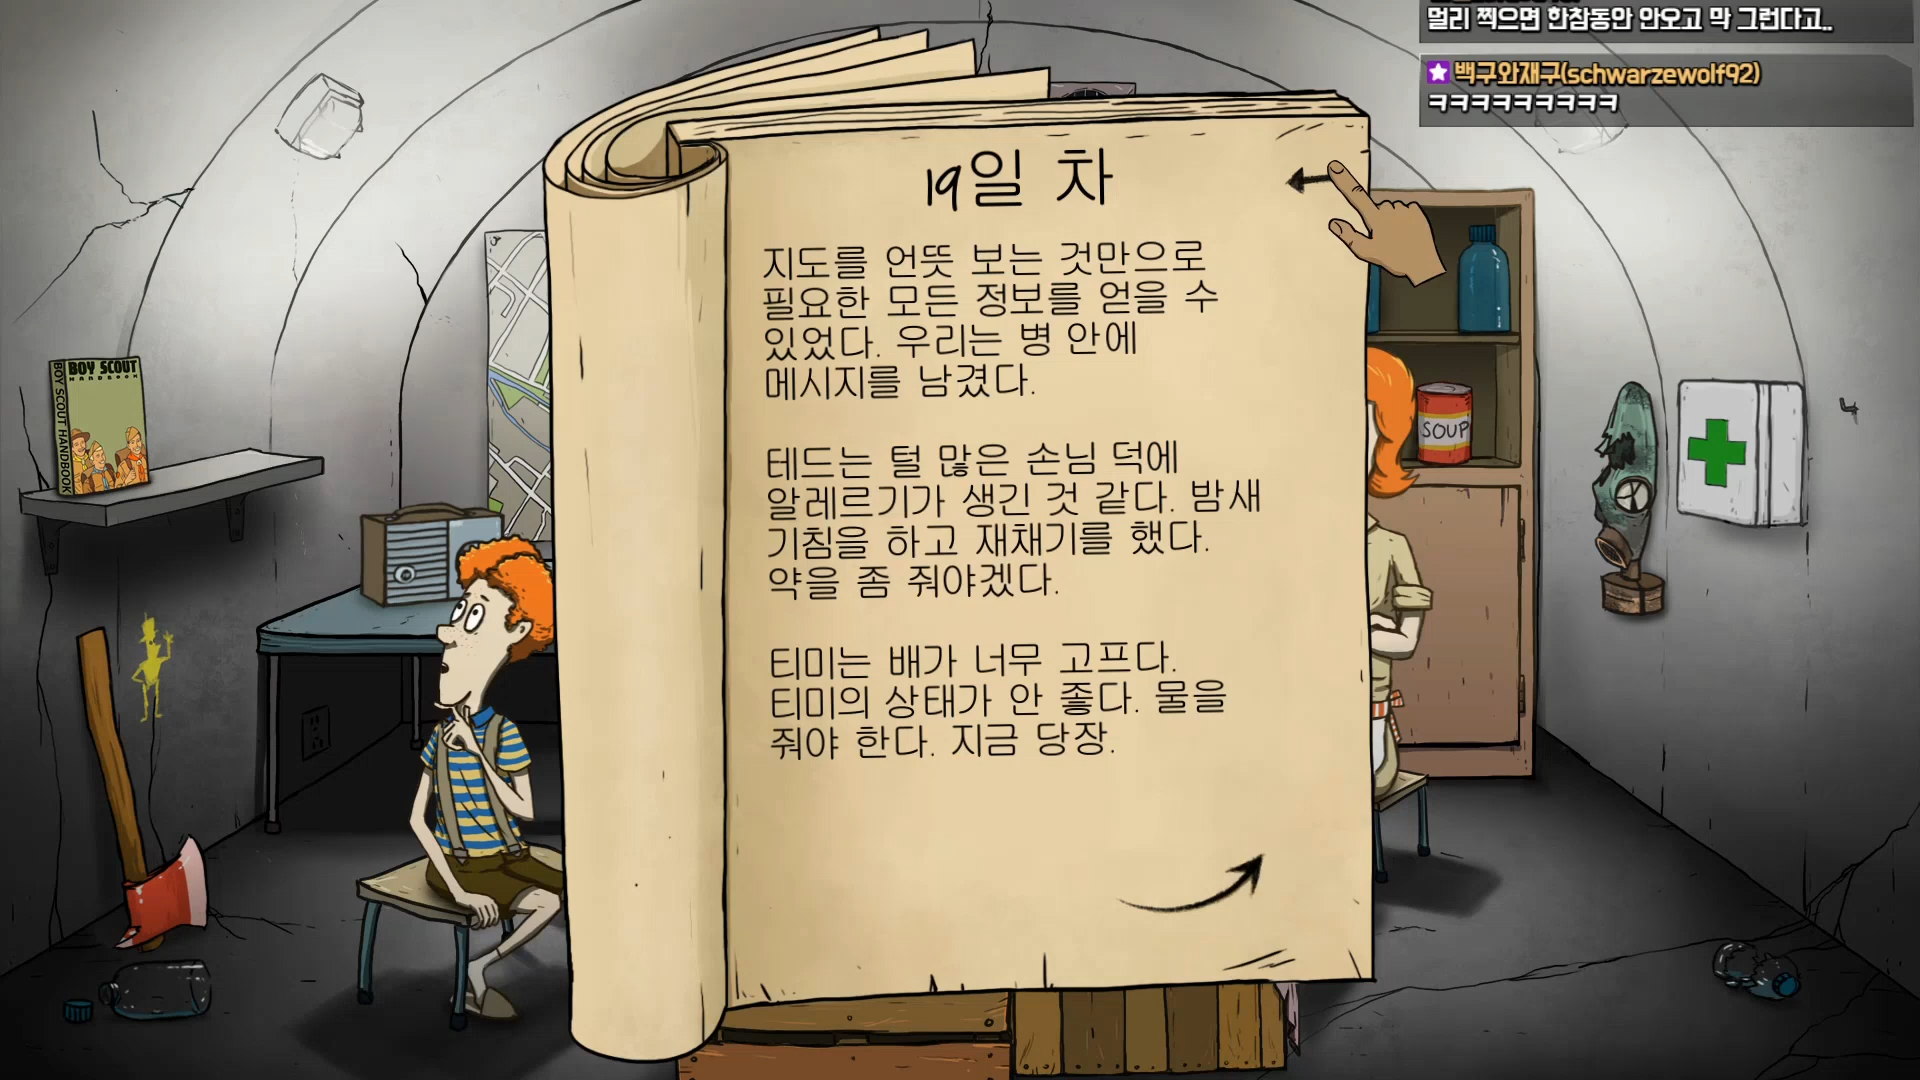 멀리 찍으면 한참동안 안오고 막 그런다고..
백구와재구(schwarzewolf92)
ㅋㅋㅋㅋㅋㅋㅋㅋㅋ
19일 차
지도를 언뜻 보는 것만으로
필요한 모든 정보를 얻을 수
있었다. 우리는 병 안에
메시지를 남겼다.
테드는 털 많은 손님 덕에
알레르기가 생긴 것 같다. 밤새
기침을 하고 재채기를 했다.
약을 좀 줘야겠다.
티미는 배가 너무 고프다.
티미의 상태가 안 좋다. 물을
줘야 한다. 지금 당장.
BOY SCOUT
HANDBOOK
BOY SCOUT HANDBOOK
SOUP